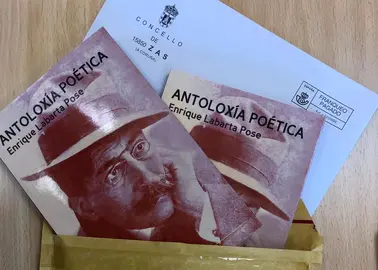 CONCELLO
DE
15850 ZAS
(A CORUÑA)
FRANQUEO
PAGADO
ANTOLOXÍA POÉTICA
Enrique Labarta Pose
ANTOLOXÍA POÉTICA
Enrique Labarta Pose